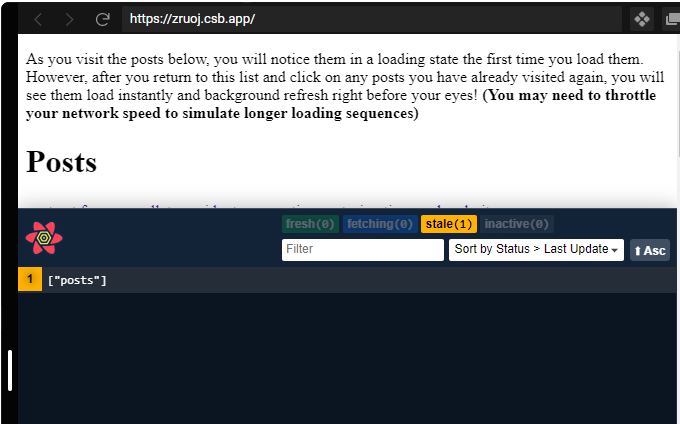 https://zruoj.csb.app/
As you visit the posts below, you will notice them in a loading state the first time you load them.
However, after you return to this list and click on any posts you have already visited again, you will
see them load instantly and background refresh right before your eyes! (You may need to throttle
your network speed to simulate longer loading sequences)
Posts
fresh(0) fetching(0) stale(1) inactive(0)
Filter Sort by Status > Last Update ⬆ Asc
1 ["posts"]